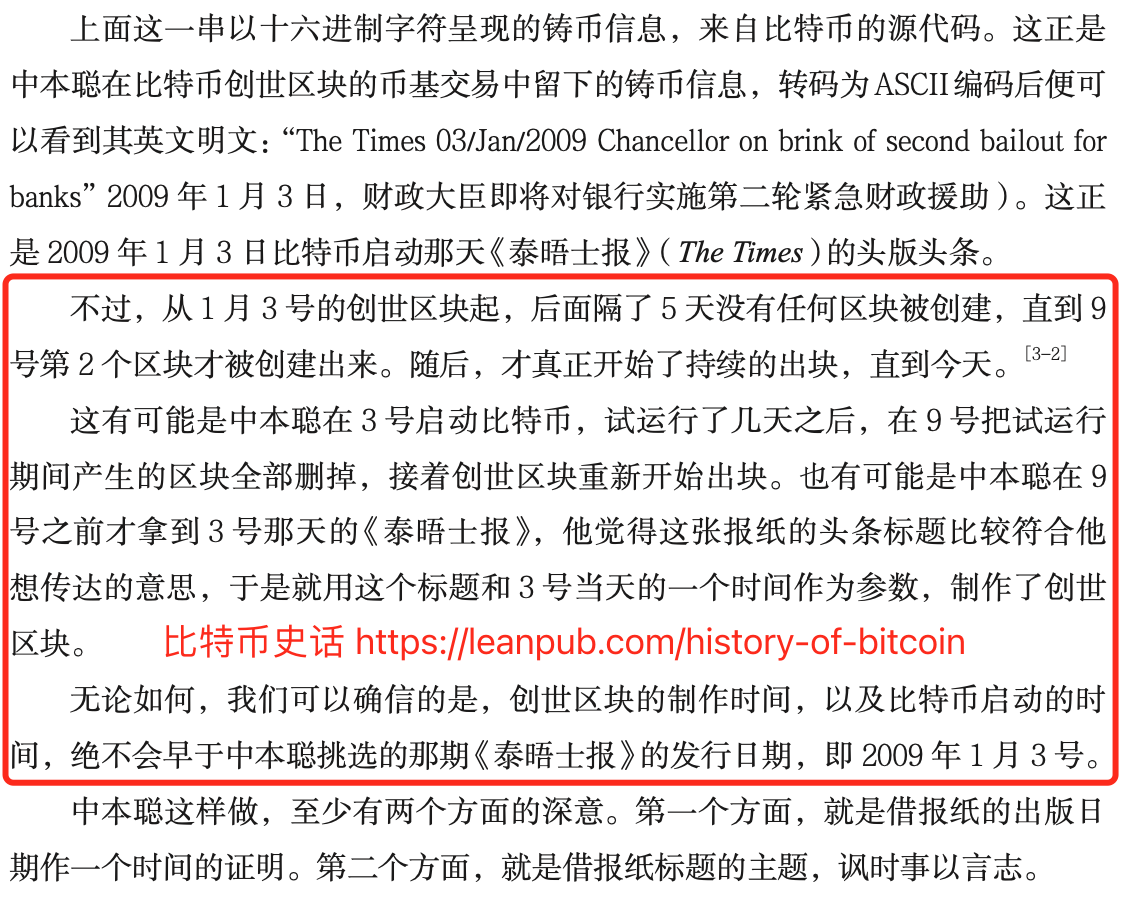 上面这一串以十六进制字符呈现的铸币信息，来自比特币的源代码。这正是
中本聪在比特币创世区块的币基交易中留下的铸币信息，转码为ASCII编码后便可
以看到其英文明文：“The Times 03/Jan/2009 Chancellor on brink of second bailout for
banks” 2009 年 1 月 3 日，财政大臣即将对银行实施第二轮紧急财政援助）。这正
是 2009 年 1 月 3 日比特币启动那天《泰晤士报》（The Times）的头版头条。
不过，从 1 月 3 号的创世区块起，后面隔了 5 天没有任何区块被创建，直到 9
号第 2 个区块才被创建出来。随后，才真正开始了持续的出块，直到今天。[3-2]
这有可能是中本聪在 3 号启动比特币，试运行了几天之后，在 9 号把试运行
期间产生的区块全部删掉，接着创世区块重新开始出块。也有可能是中本聪在 9
号之前才拿到 3 号那天的《泰晤士报》，他觉得这张报纸的头条标题比较符合他
想传达的意思，于是就用这个标题和 3 号当天的一个时间作为参数，制作了创世
区块。 比特币史话 https://leanpub.com/history-of-bitcoin
无论如何，我们可以确信的是，创世区块的制作时间，以及比特币启动的时
间，绝不会早于中本聪挑选的那期《泰晤士报》的发行日期，即 2009 年 1 月 3 号。
中本聪这样做，至少有两个方面的深意。第一个方面，就是借报纸的出版日
期作一个时间的证明。第二个方面，就是借报纸标题的主题，讽时事以言志。